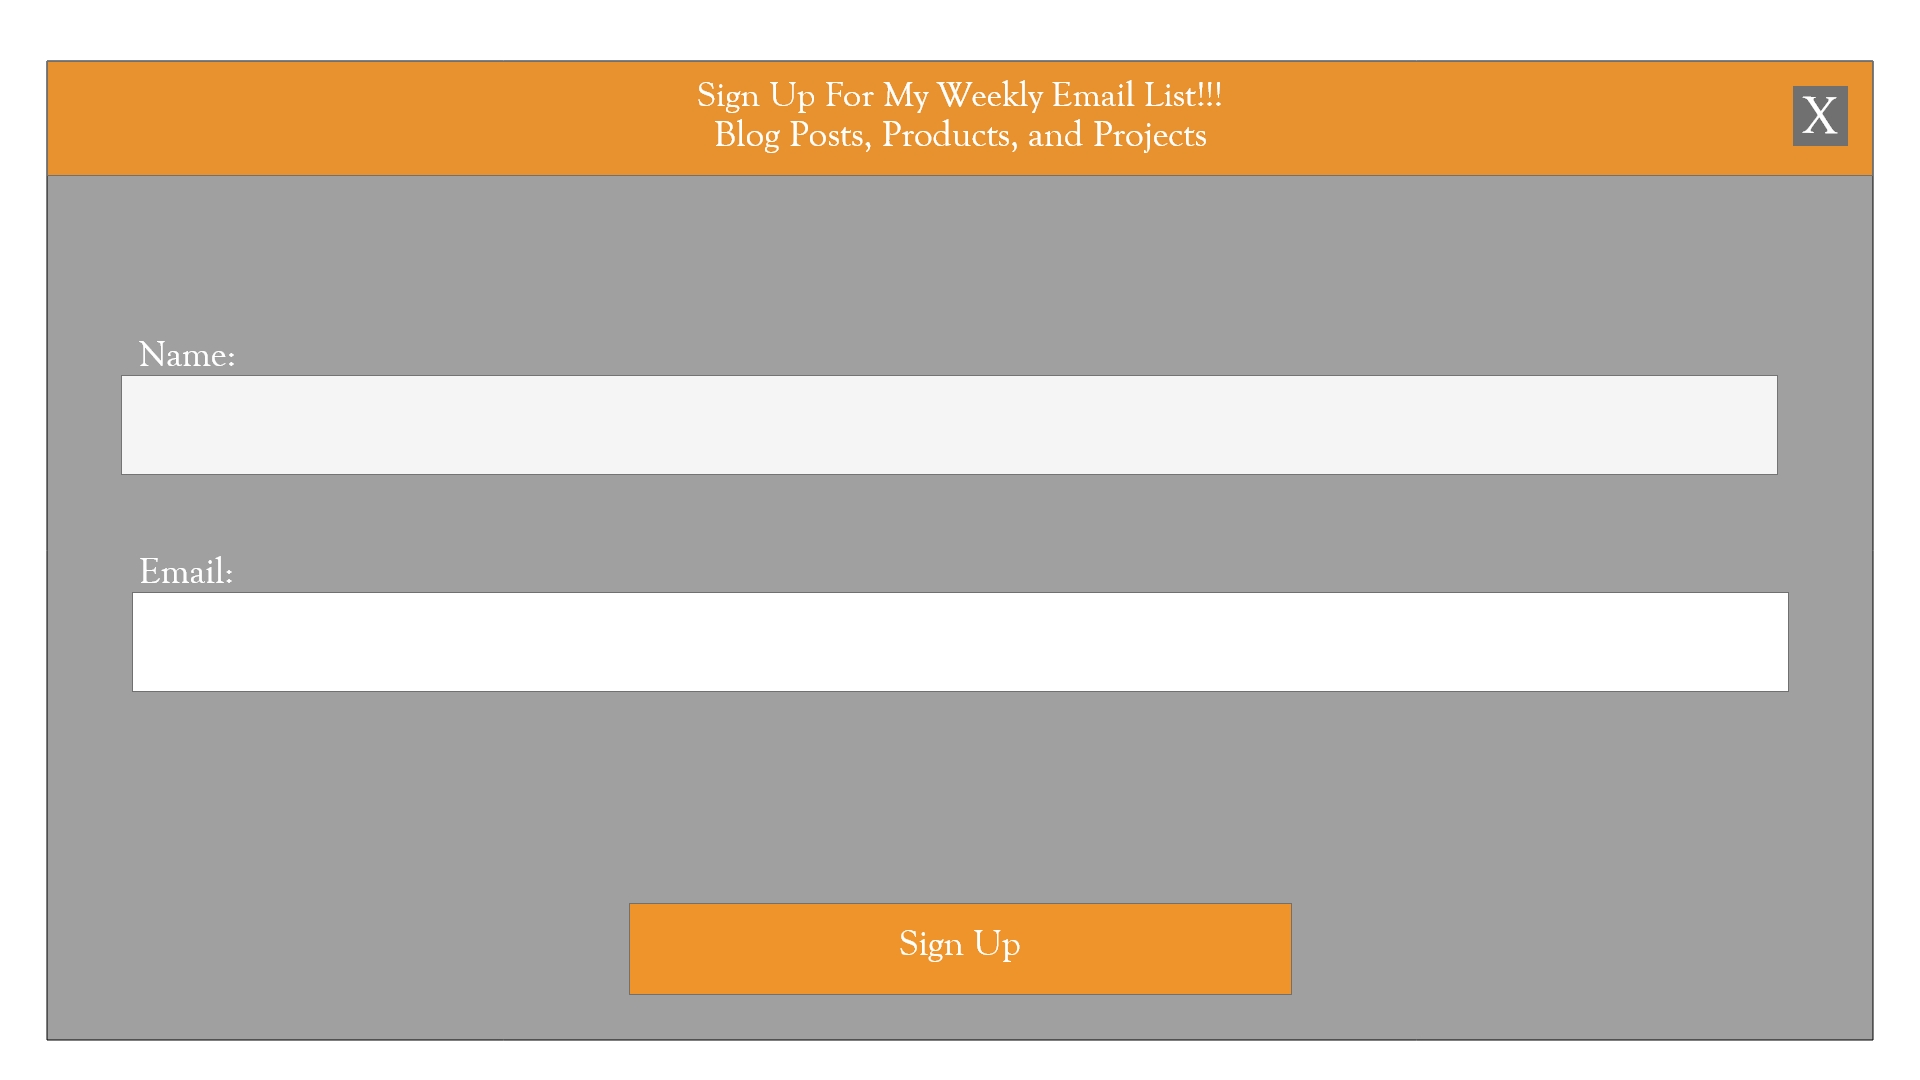 Sign Up For My Weekly Email List!!!
Blog Posts, Products, and Projects
X
Name:
Email:
Sign Up